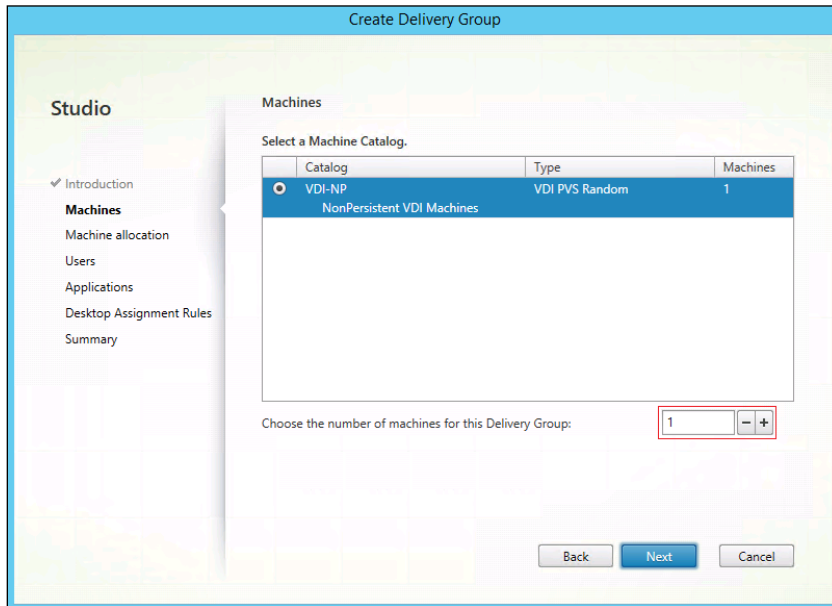 Create Delivery Group
Studio
Introduction
Machines
Machine allocation
Users
Applications
Desktop Assignment Rules
Summary
Machines
Select a Machine Catalog.
Catalog Type Machines
VDI-NP VDI PVS Random 1
NonPersistent VDI Machines
Choose the number of machines for this Delivery Group: 1 − +
Back Next Cancel